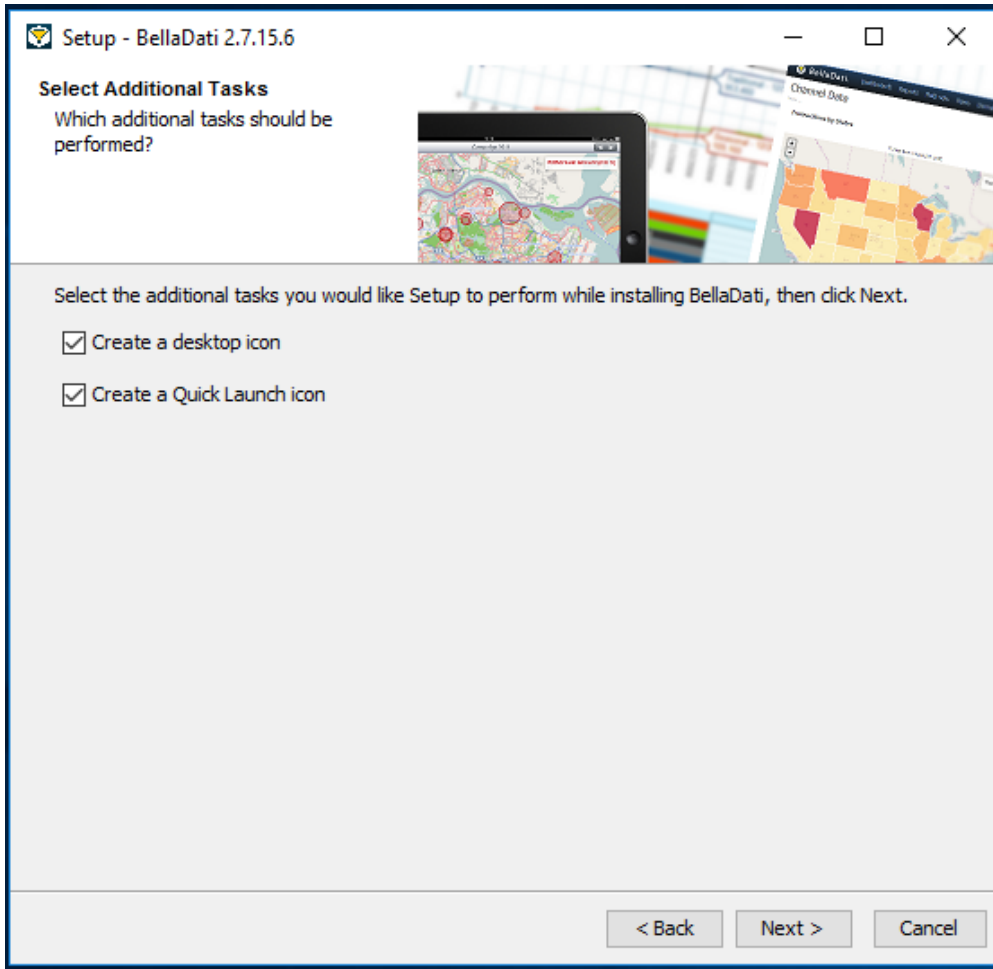 Setup - BellaDati 2.7.15.6
Select Additional Tasks
Which additional tasks should be
performed?
BellaDati
Channel Data
Select the additional tasks you would like Setup to perform while installing BellaDati, then click Next.
Create a desktop icon
Create a Quick Launch icon
< Back
Next >
Cancel